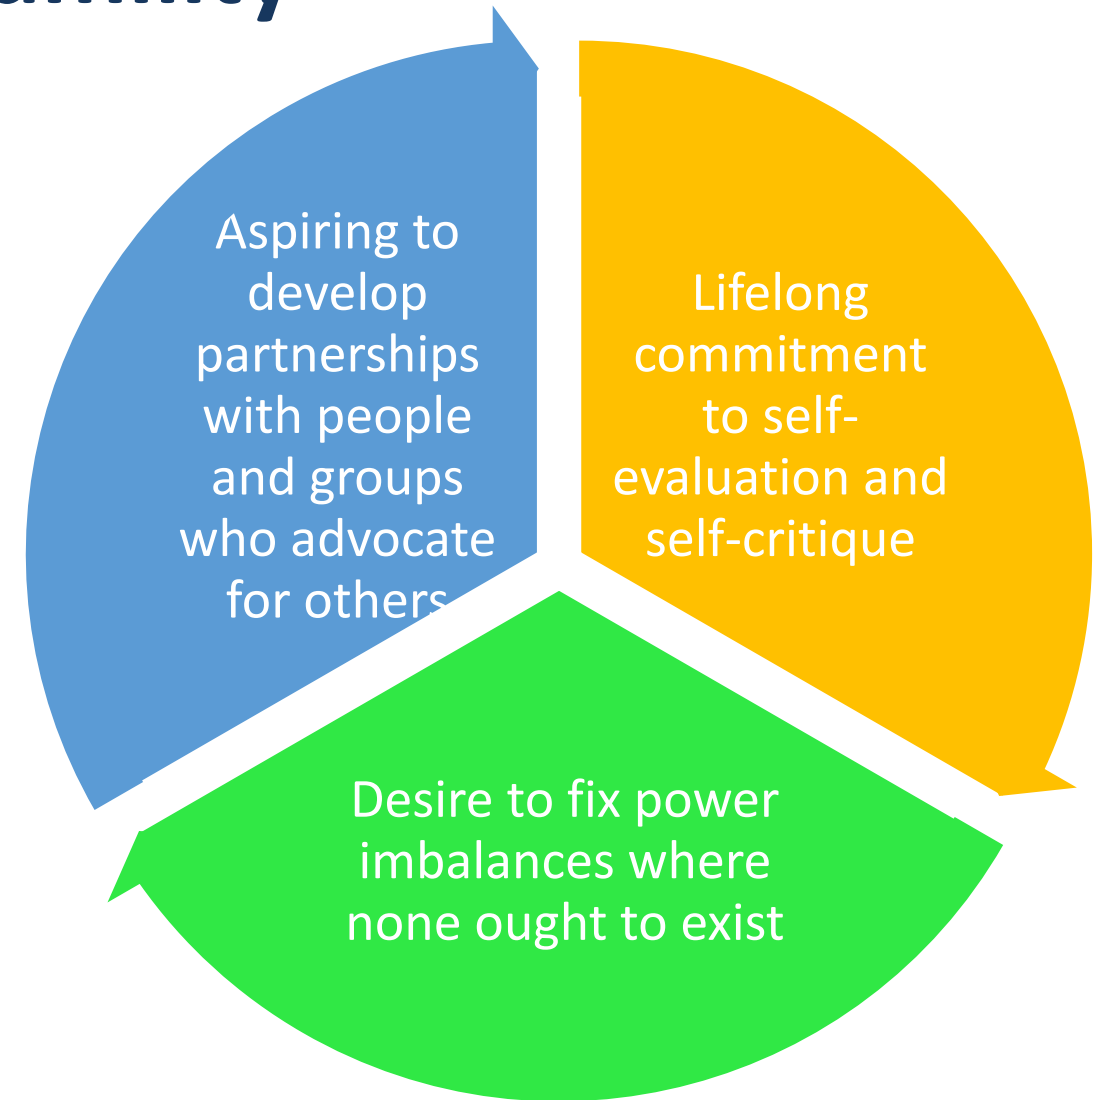 Aspiring to
develop
partnerships
with people
and groups
who advocate
for others
Lifelong
commitment
to self-
evaluation and
self-critique
Desire to fix power
imbalances where
none ought to exist